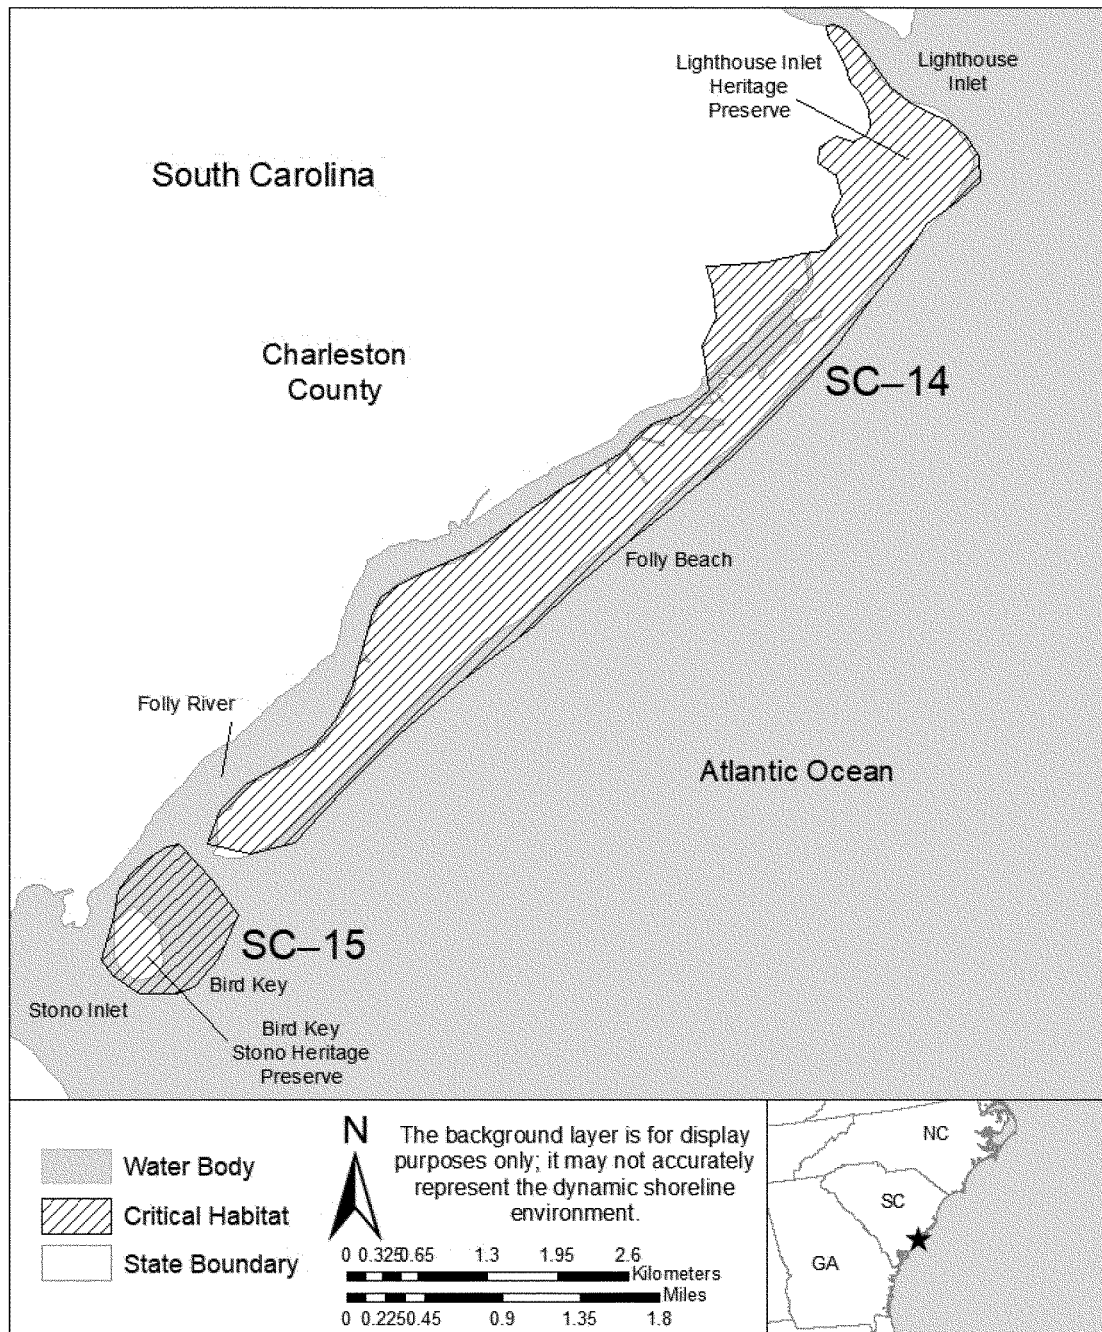 Lighthouse Inlet
Heritage
Preserve
Lighthouse
Inlet
South Carolina
Charleston
County
SC–14
Folly Beach
Folly River
Atlantic Ocean
SC–15
Bird Key
Stono Inlet
Bird Key
Stono Heritage
Preserve
Water Body
Critical Habitat
State Boundary
N
The background layer is for display
purposes only; it may not accurately
represent the dynamic shoreline
environment.
0 0.325 0.65 1.3 1.95 2.6
Kilometers
Miles
0 0.225 0.45 0.9 1.35 1.8
NC
SC
GA